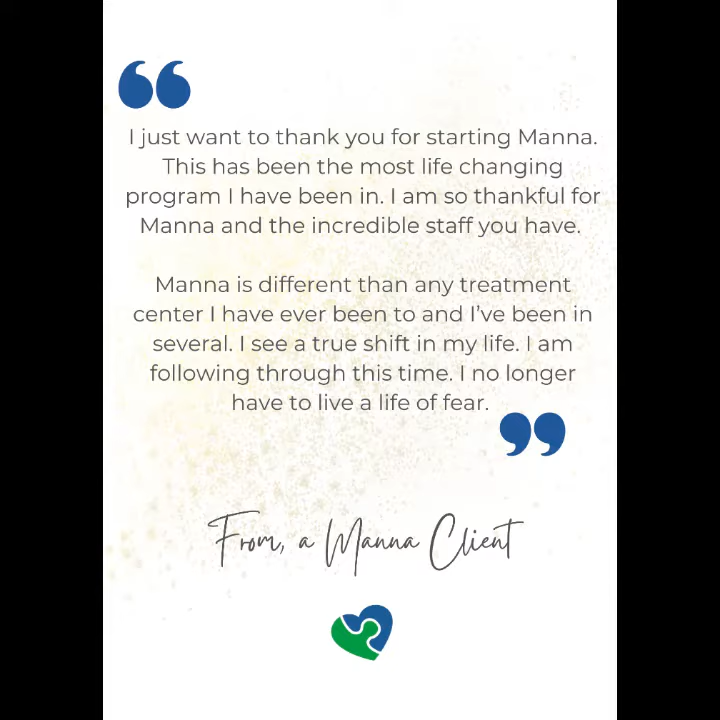 I just want to thank you for starting Manna.
This has been the most life changing
program I have been in. I am so thankful for
Manna and the incredible staff you have.
Manna is different than any treatment
center I have ever been to and I’ve been in
several. I see a true shift in my life. I am
following through this time. I no longer
have to live a life of fear.
From, a Manna Client